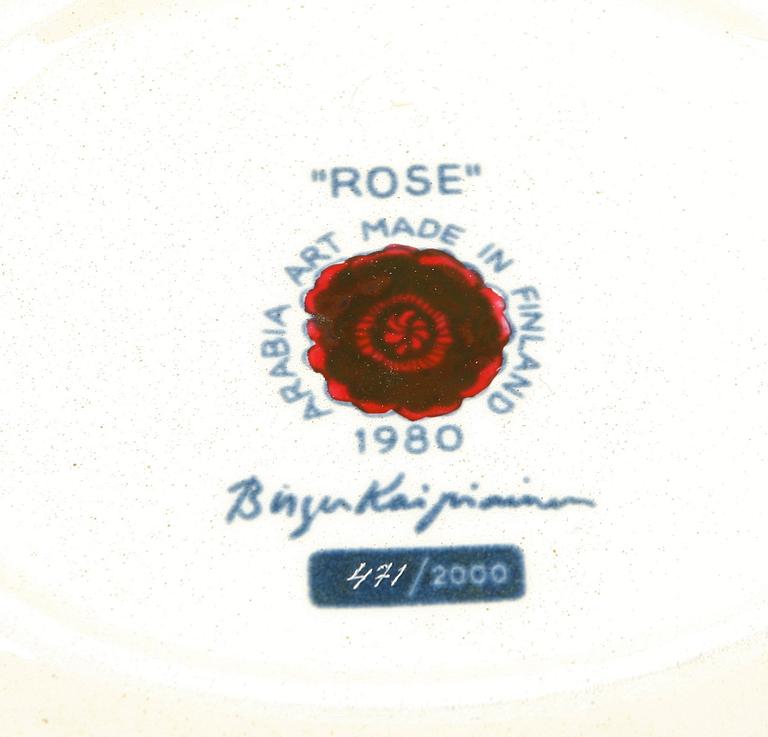 "ROSE"
ARABIA ART MADE IN FINLAND
1980
Birger Kaipiainen
471/2000